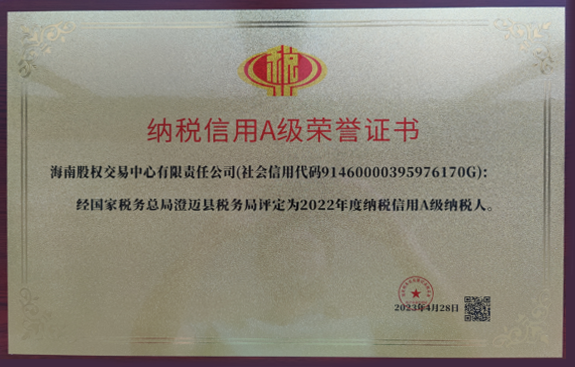 税
纳税信用A级荣誉证书
海南股权交易中心有限责任公司(社会信用代码91460000395976170G)：
经国家税务总局澄迈县税务局评定为2022年度纳税信用A级纳税人。
2023年4月28日